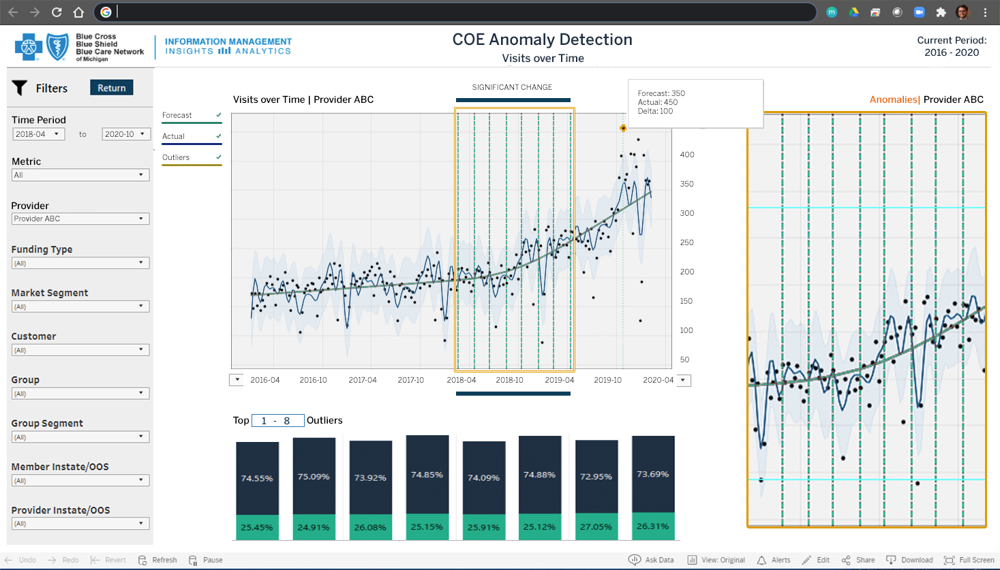 Blue Cross
Blue Shield
Blue Care Network
of Michigan
INFORMATION MANAGEMENT
INSIGHTS ANALYTICS
COE Anomaly Detection
Visits over Time
Current Period:
2016 - 2020
Filters
Return
Time Period
2018-04 to 2020-10
Metric
All
Provider
Provider ABC
Funding Type
(All)
Market Segment
(All)
Customer
(All)
Group
(All)
Group Segment
(All)
Member Instate/OOS
(All)
Provider Instate/OOS
(All)
Visits over Time | Provider ABC
SIGNIFICANT CHANGE
Forecast
Actual
Outliers
Forecast: 350
Actual: 450
Delta: 100
400
350
300
250
200
150
100
50
2016-04 2016-10 2017-04 2017-10 2018-04 2018-10 2019-04 2019-10 2020-04
Anomalies| Provider ABC
Top 1 - 8 Outliers
74.55% 75.09% 73.92% 74.85% 74.09% 74.88% 72.95% 73.69%
25.45% 24.91% 26.08% 25.15% 25.91% 25.12% 27.05% 26.31%
Undo Redo Revert Refresh Pause Ask Data View: Original Alerts Edit Share Download Full Screen